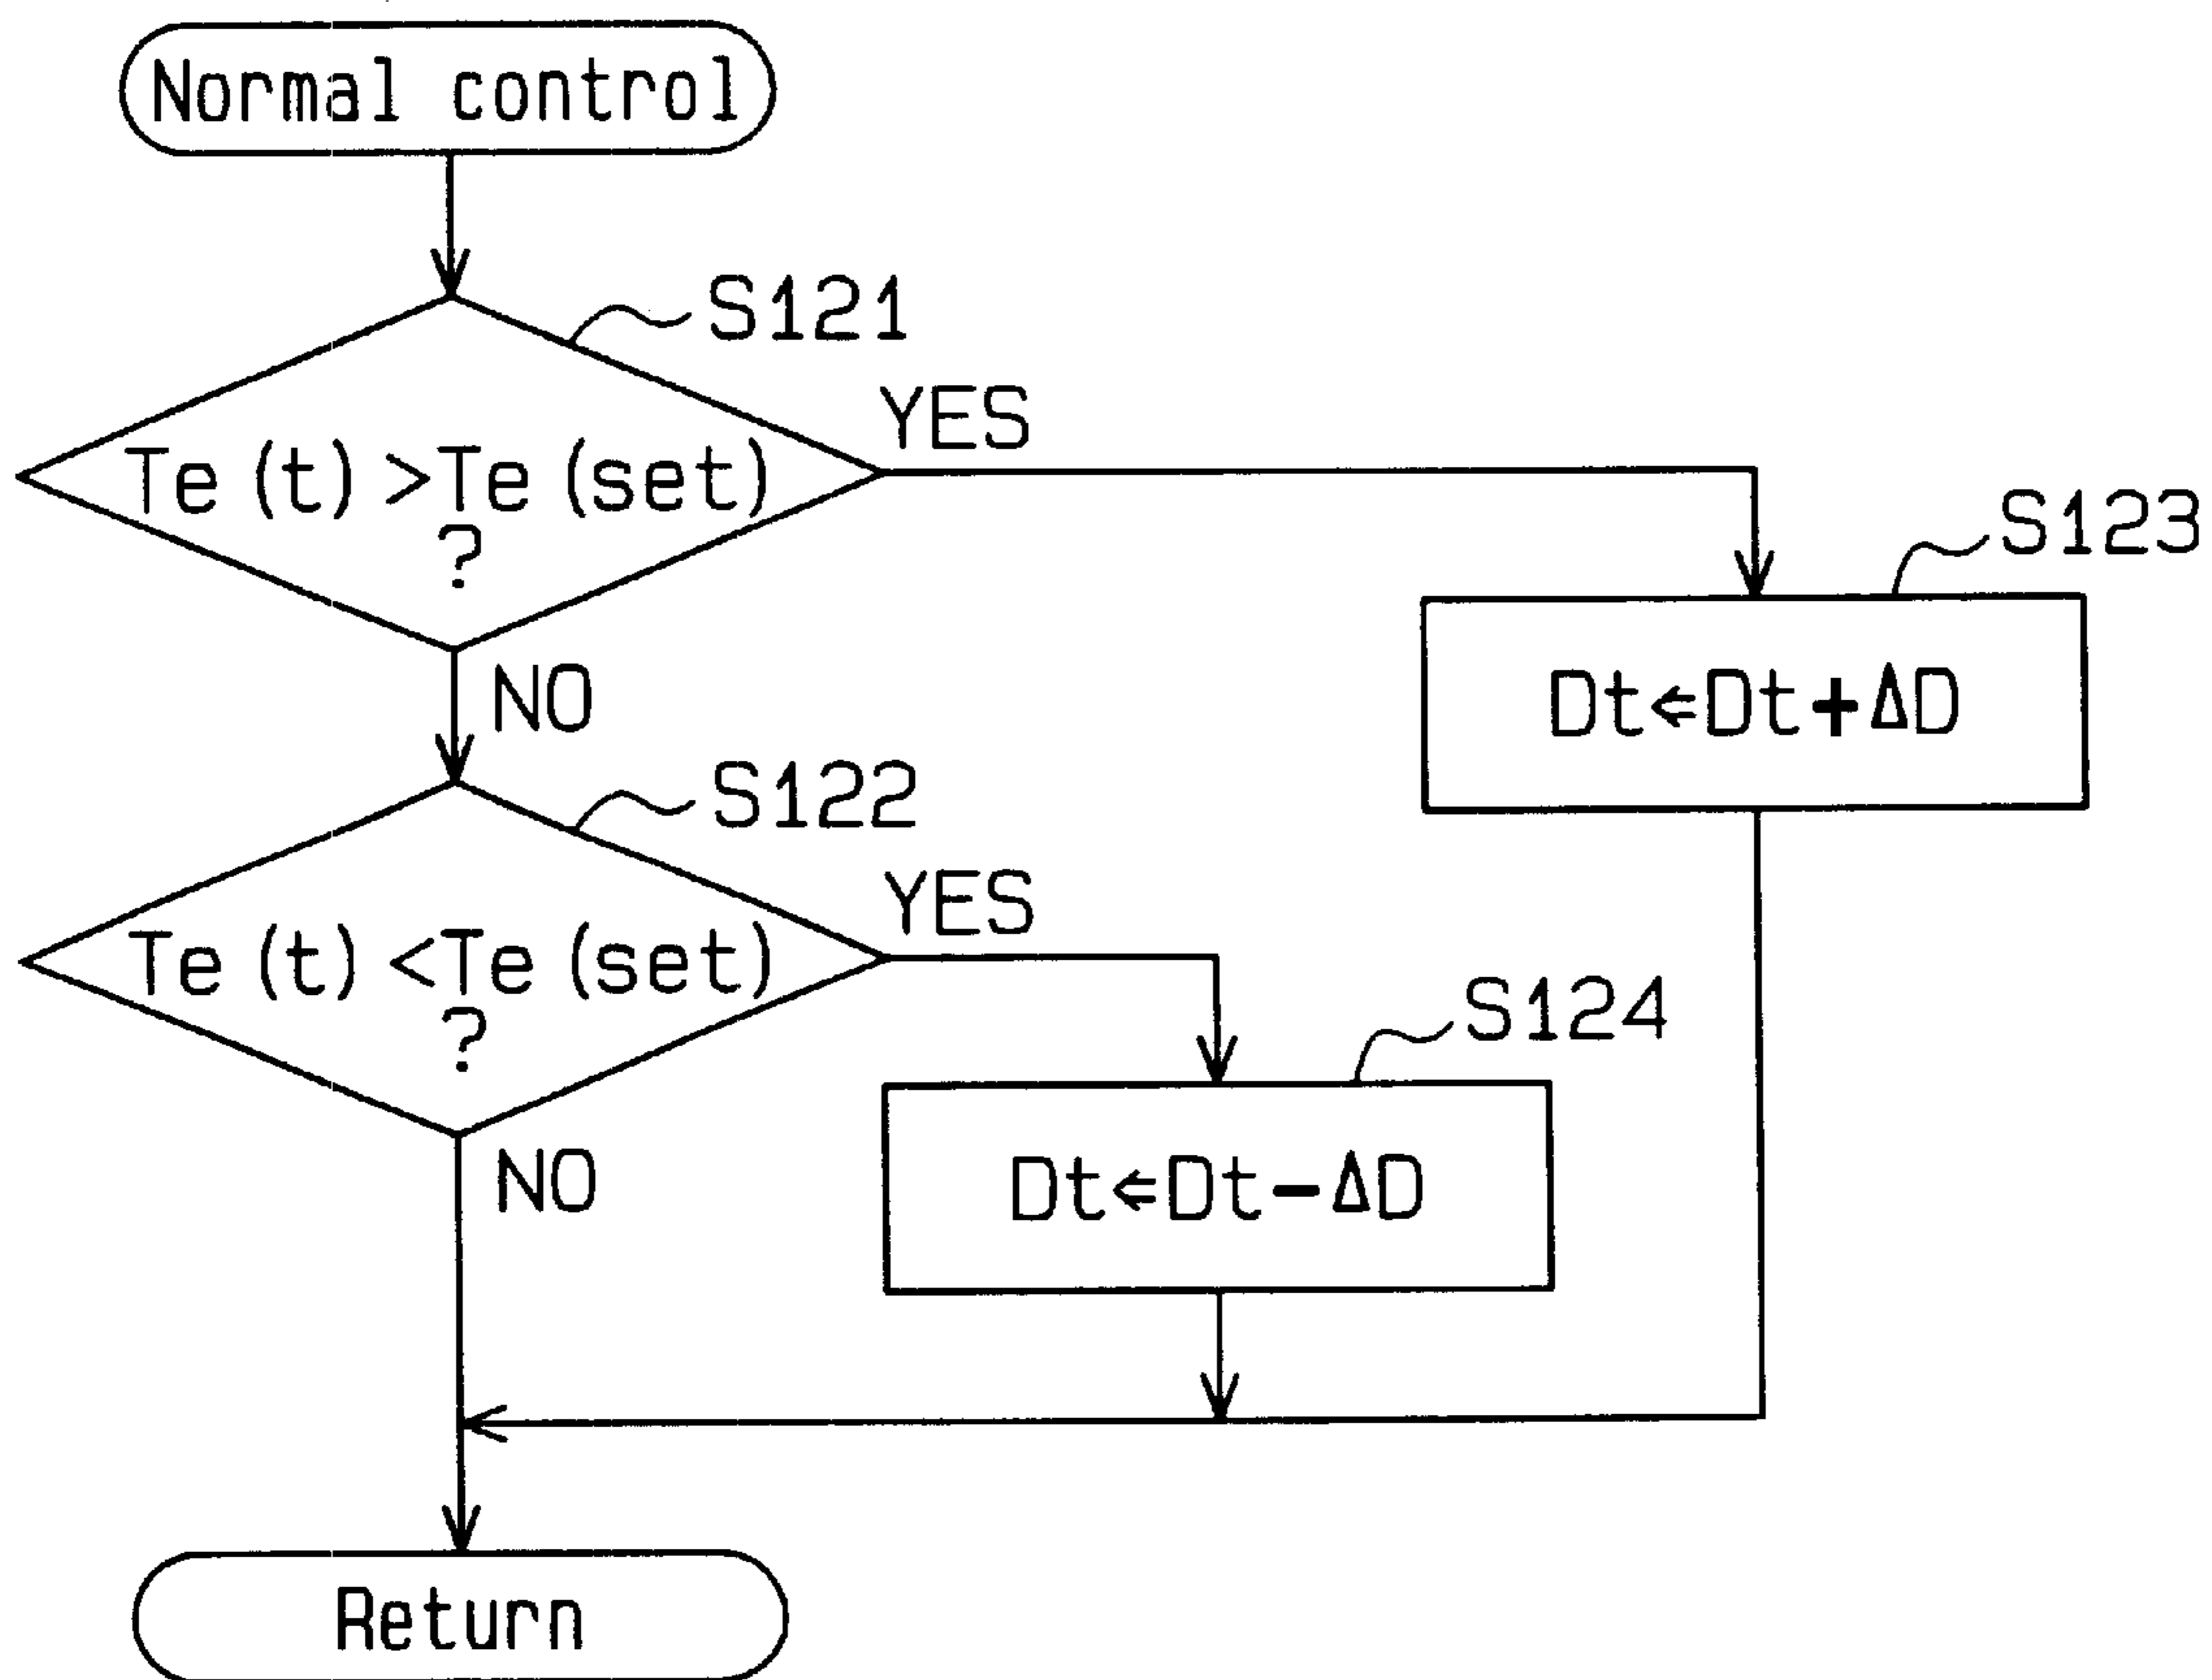 Normal control
S121
YES
Te (t) >Te (set)
?
S123
Dt⇐Dt+ΔD
NO
S122
YES
Te (t) <Te (set)
?
S124
Dt⇐Dt−ΔD
NO
Return